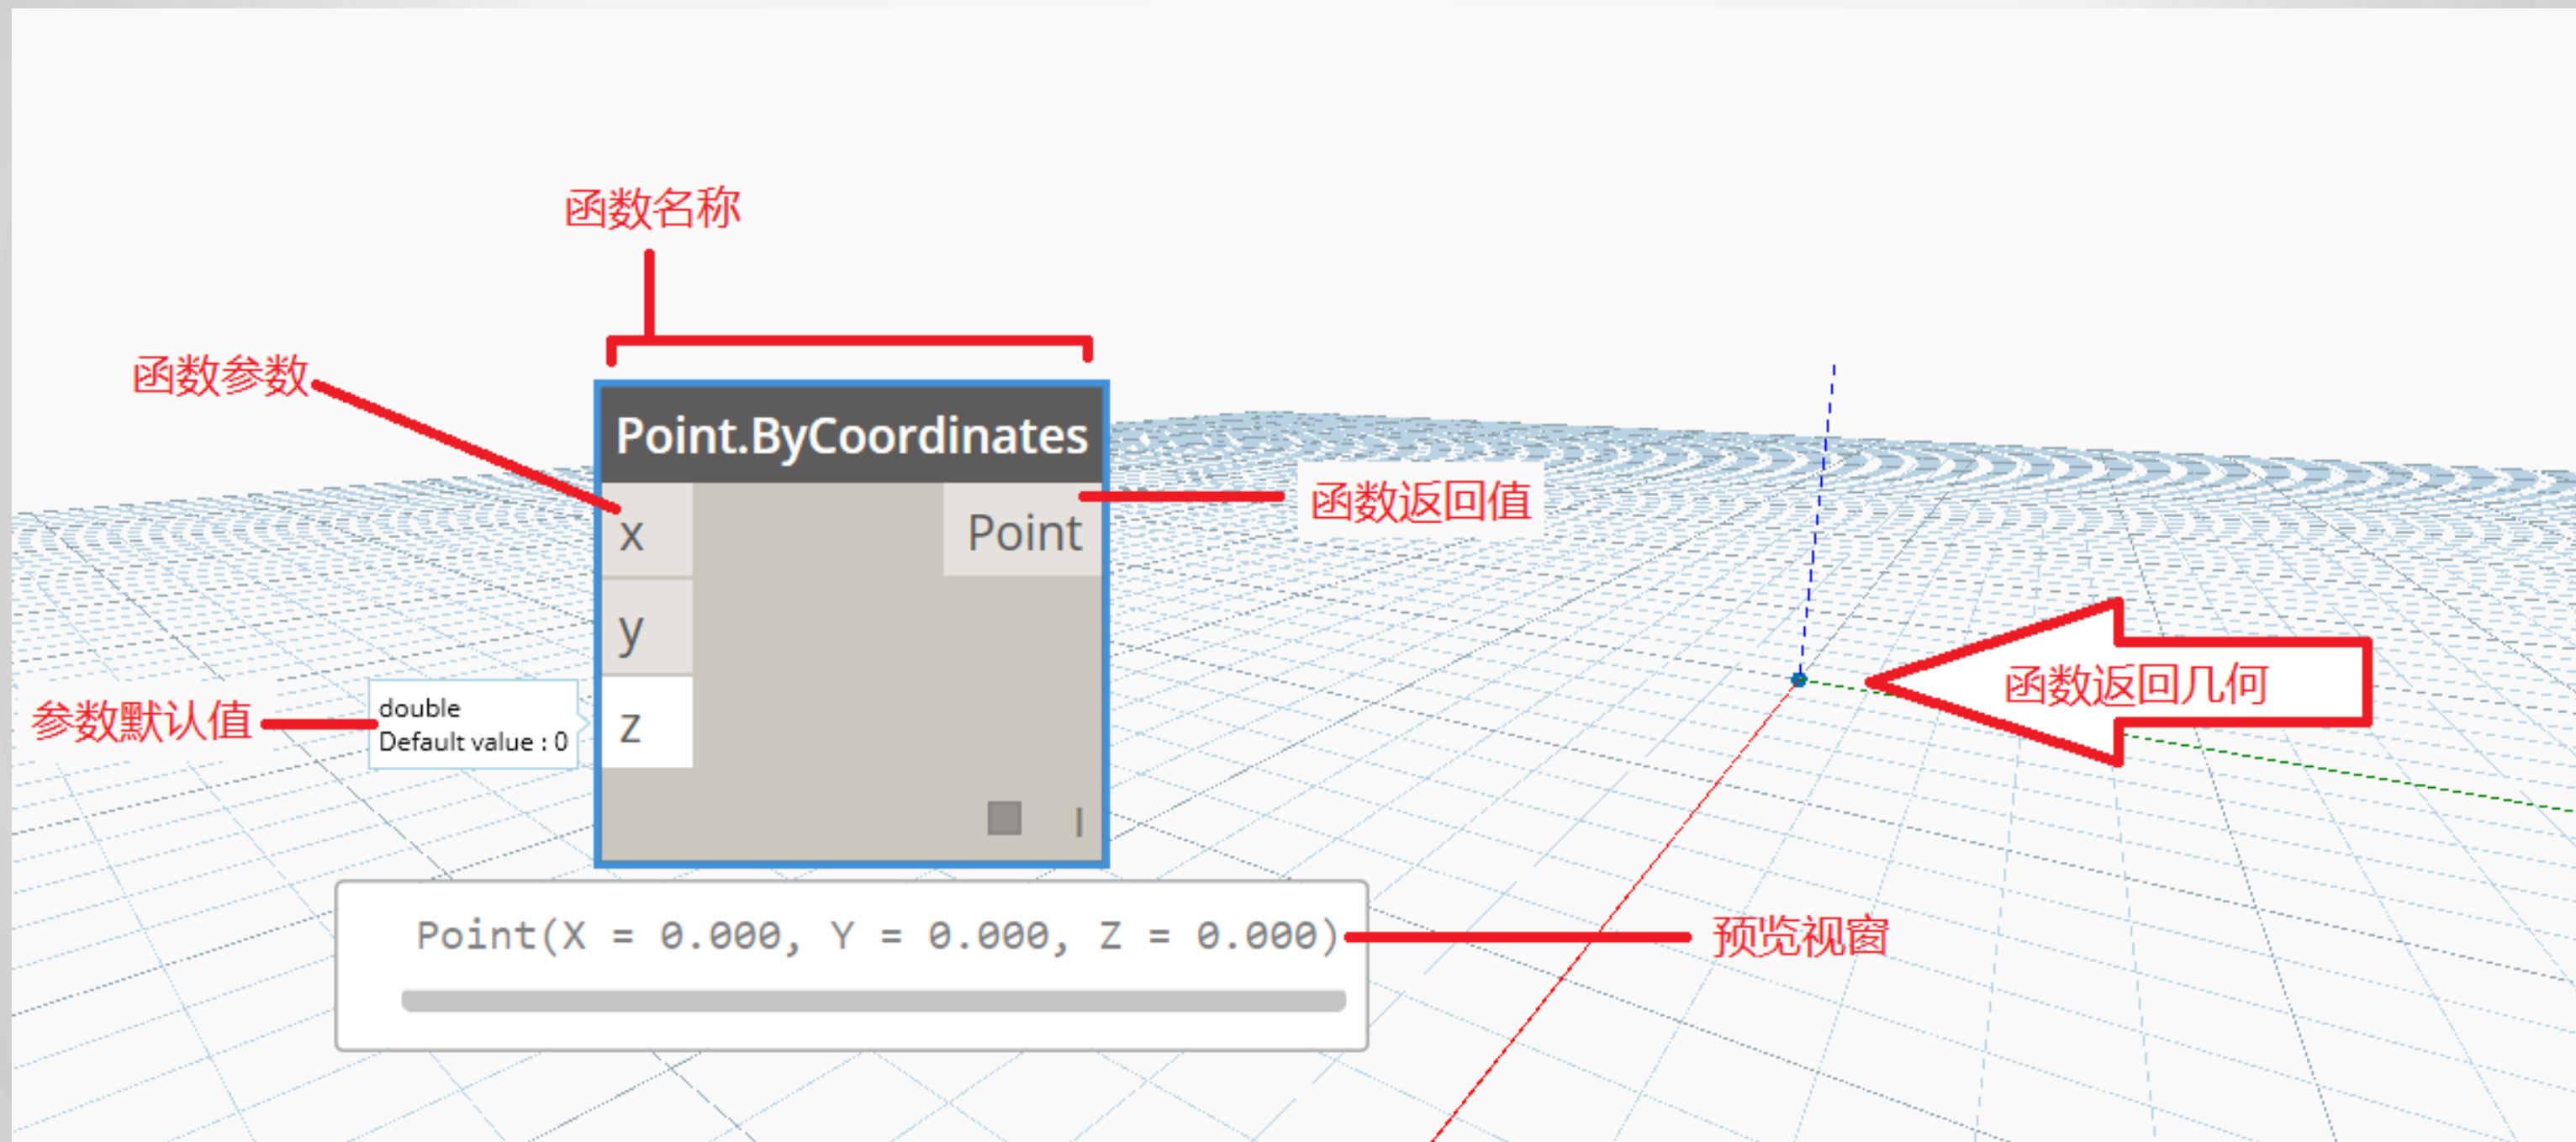 函数名称
函数参数
Point.ByCoordinates
x
Point
函数返回值
y
函数返回几何
参数默认值
double
Default value : 0
z
I
Point(X = 0.000, Y = 0.000, Z = 0.000)
预览视窗